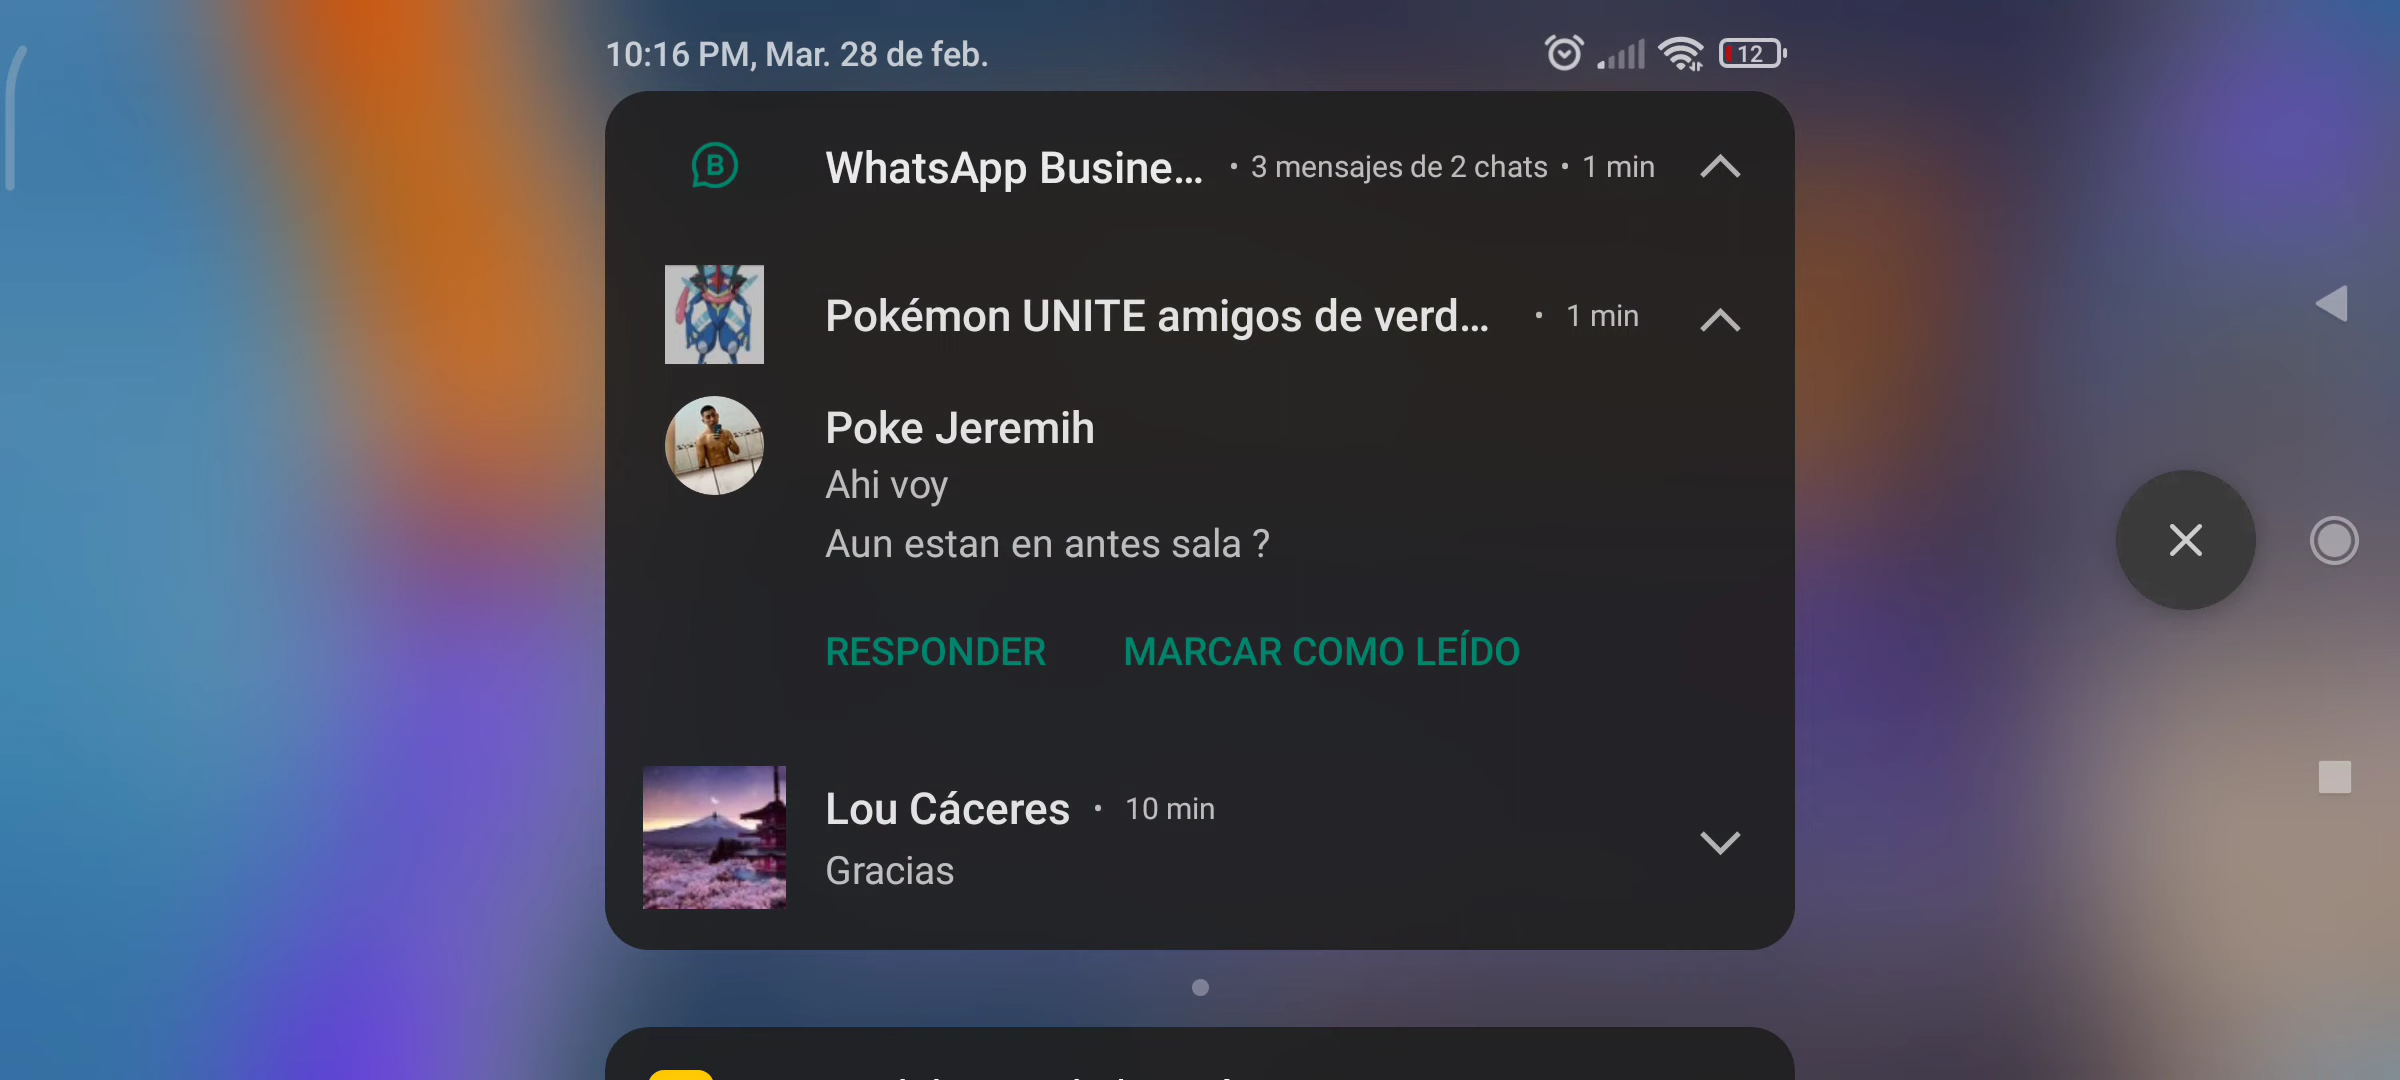 10:16 PM, Mar. 28 de feb.
12
B
WhatsApp Busine... • 3 mensajes de 2 chats • 1 min
Pokémon UNITE amigos de verd... • 1 min
Poke Jeremih
Ahi voy
Aun estan en antes sala ?
RESPONDER MARCAR COMO LEÍDO
Lou Cáceres • 10 min
Gracias